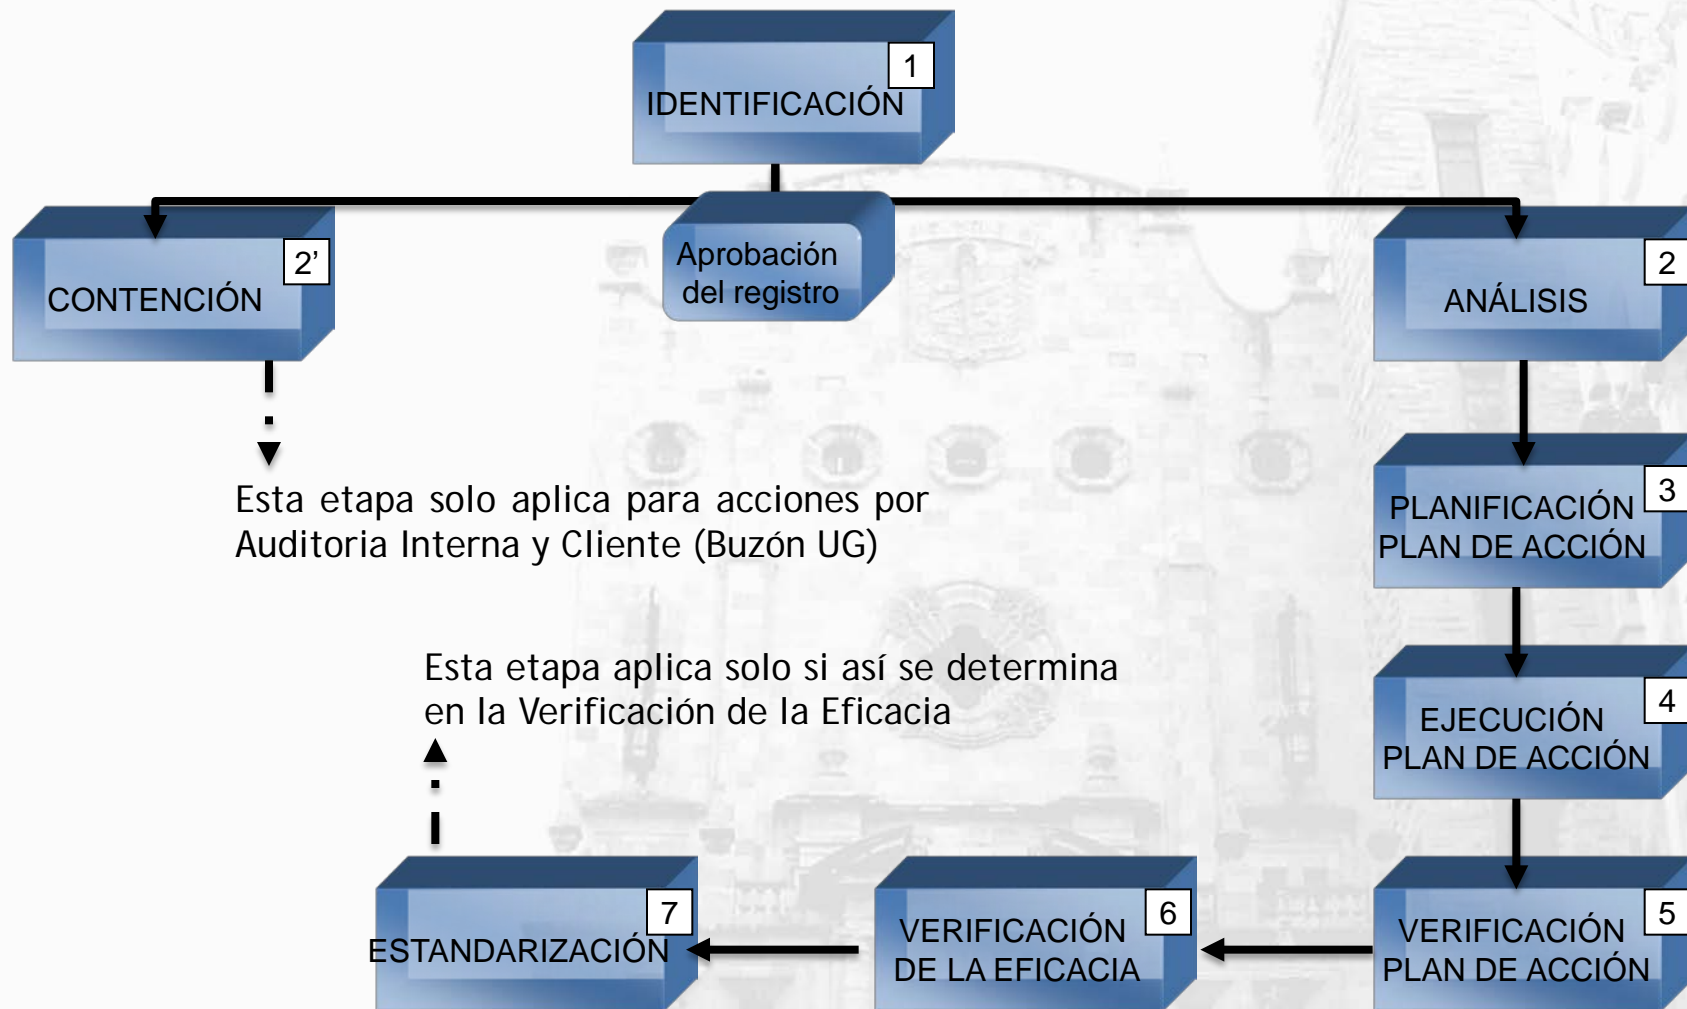 1
IDENTIFICACIÓN
Aprobación
del registro
2’
CONTENCIÓN
2
ANÁLISIS
Esta etapa solo aplica para acciones por
Auditoria Interna y Cliente (Buzón UG)
3
PLANIFICACIÓN
PLAN DE ACCIÓN
4
EJECUCIÓN
PLAN DE ACCIÓN
Esta etapa aplica solo si así se determina
en la Verificación de la Eficacia
5
VERIFICACIÓN
PLAN DE ACCIÓN
6
VERIFICACIÓN
DE LA EFICACIA
7
ESTANDARIZACIÓN